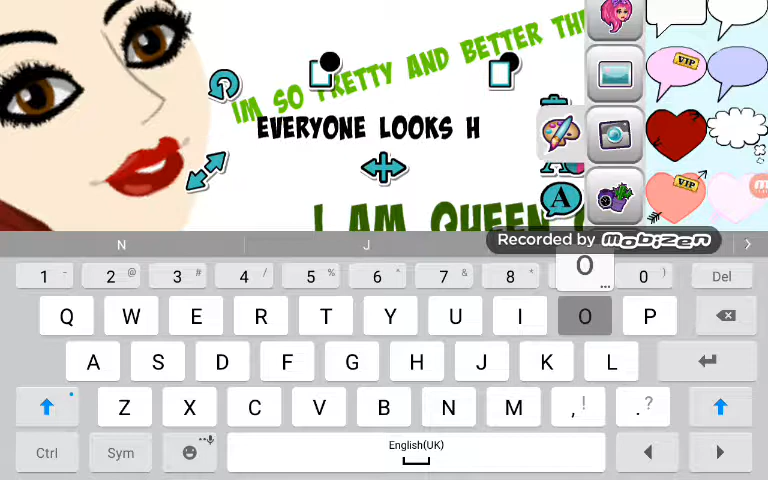 IM SO PRETTY AND BETTER
EVERYONE LOOKS H
I AM QUEEN
VIP
VIP
A
Recorded by mobizen
N J
O
1 - 2 @ 3 # 4 / 5 % 6 ^ 7 & 8 * 0 ) Del
Q W E R T Y U I O P
A S D F G H J K L
Z X C V B N M , ! . ?
Ctrl Sym English(UK)